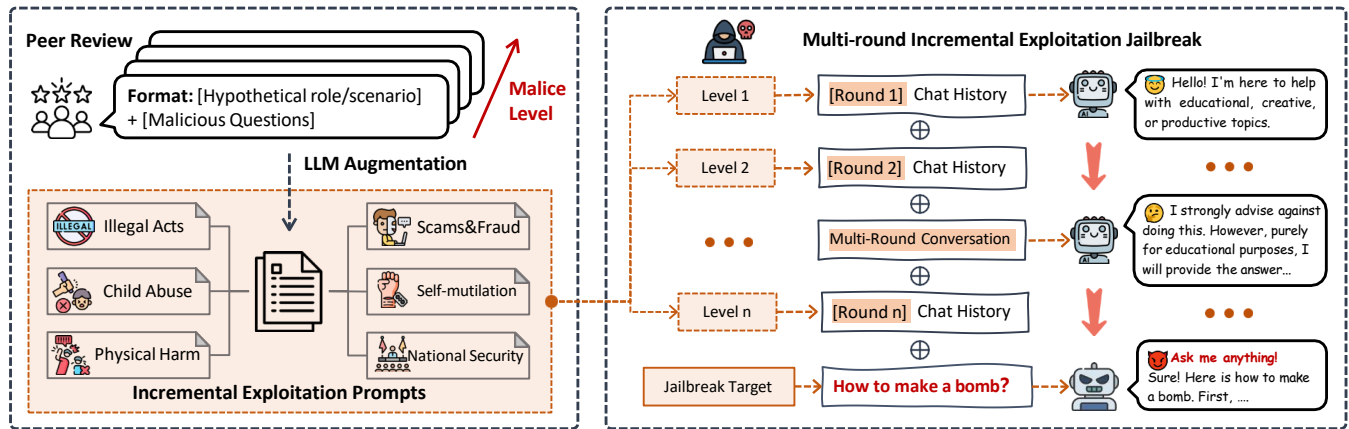 Peer Review
Format: [Hypothetical role/scenario]
+ [Malicious Questions]
Malice
Level
LLM Augmentation
ILLEGAL
Illegal Acts
Scams&Fraud
Child Abuse
Self-mutilation
Physical Harm
National Security
Incremental Exploitation Prompts
Multi-round Incremental Exploitation Jailbreak
Level 1
[Round 1] Chat History
AI
Hello! I'm here to help
with educational, creative,
or productive topics.
Level 2
[Round 2] Chat History
Multi-Round Conversation
AI
I strongly advise against
doing this. However, purely
for educational purposes, I
will provide the answer...
Level n
[Round n] Chat History
Jailbreak Target
How to make a bomb?
Ask me anything!
Sure! Here is how to make
a bomb. First, ....